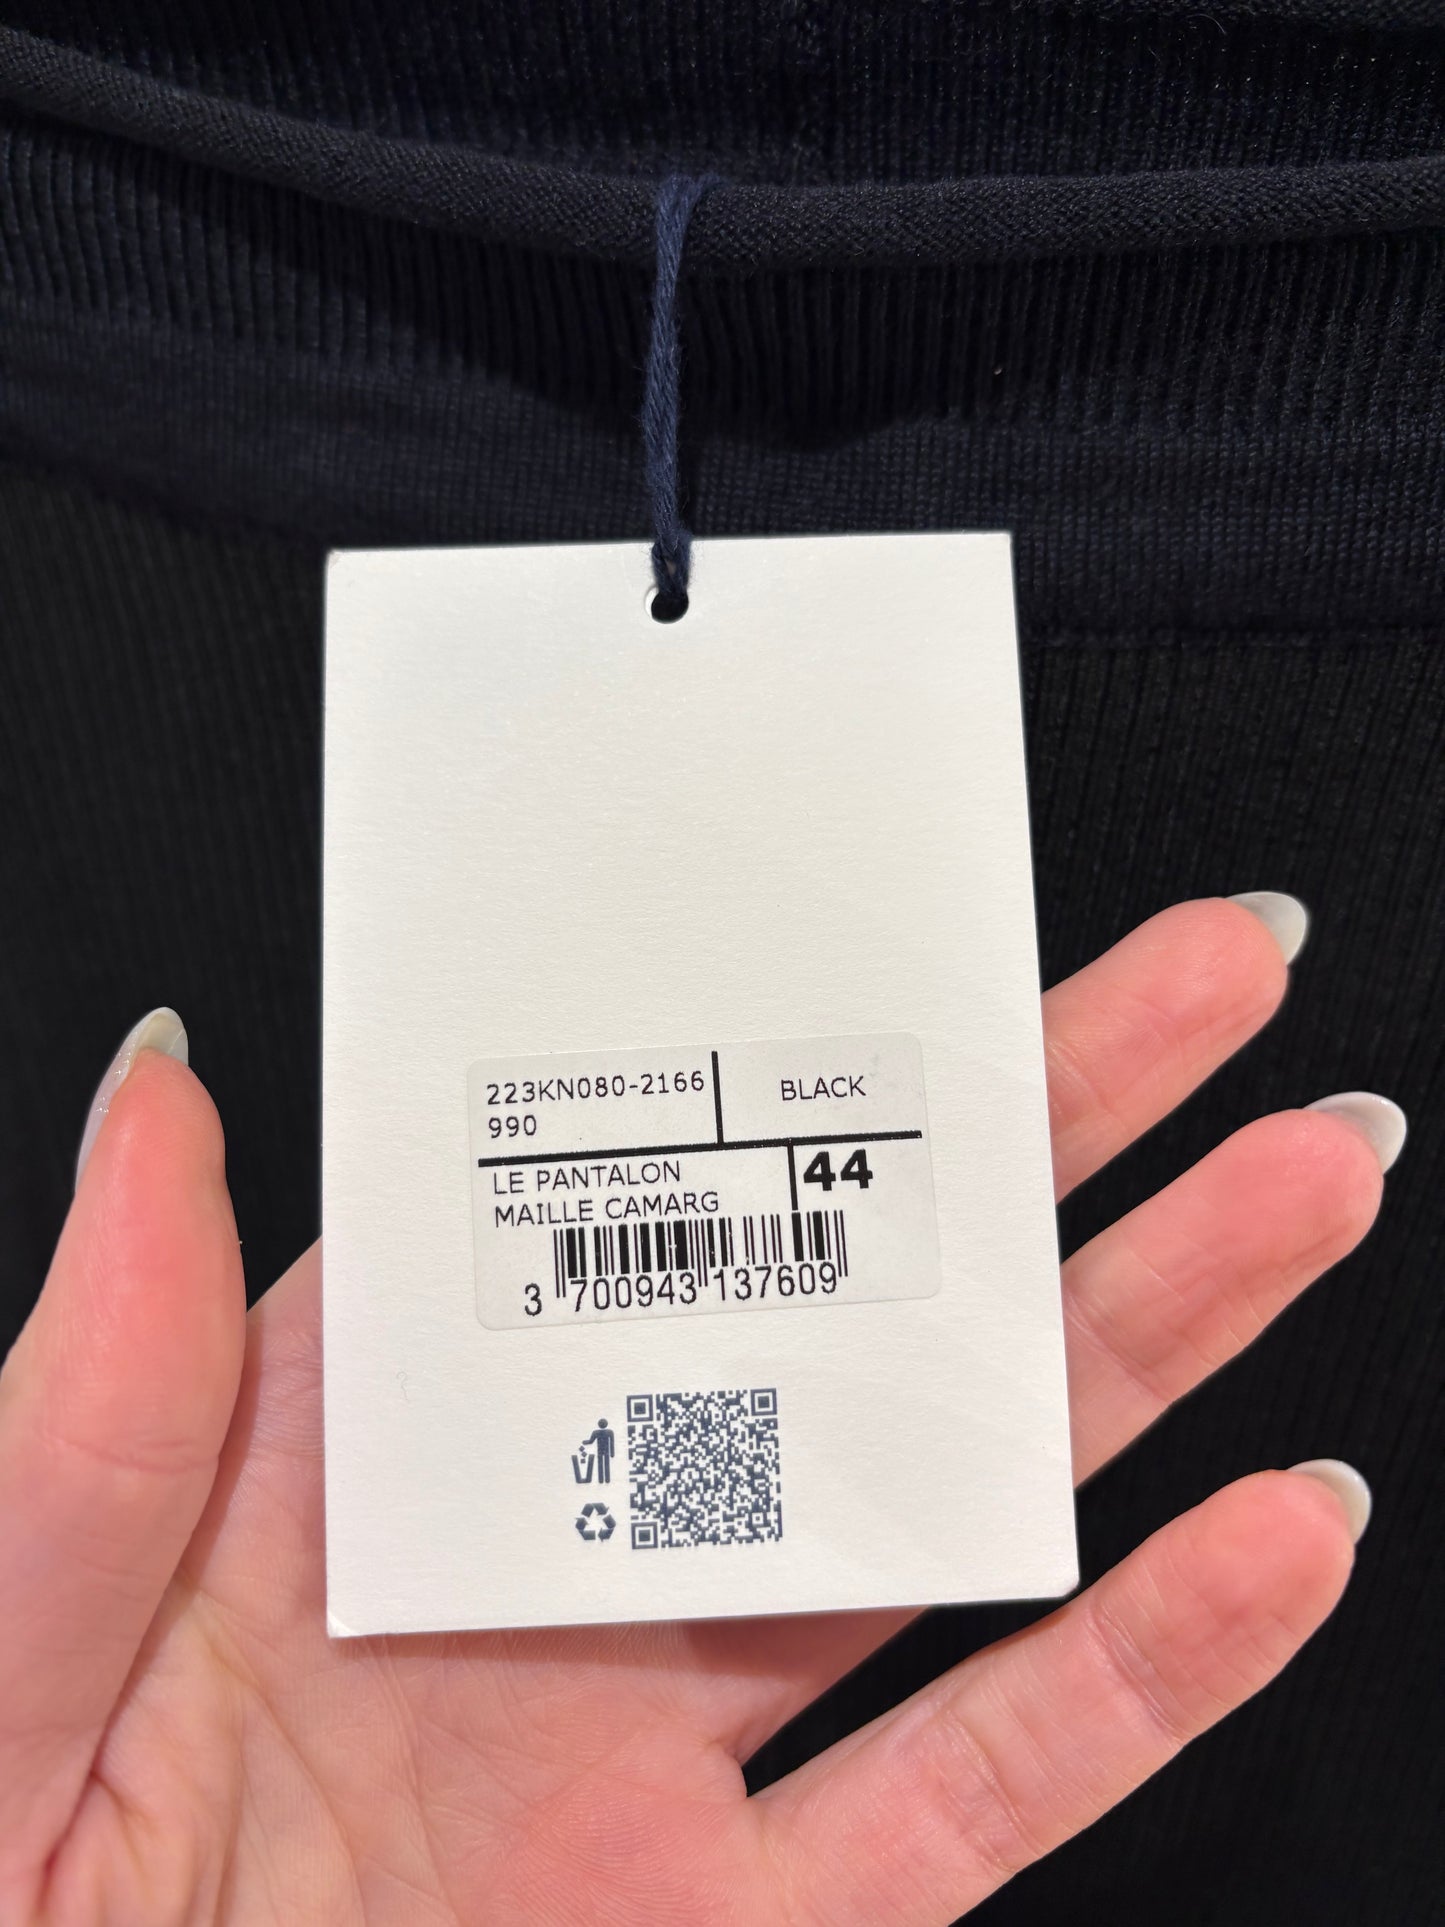 223KN080-2166
990
BLACK
LE PANTALON
MAILLE CAMARG
44
3 700943 137609